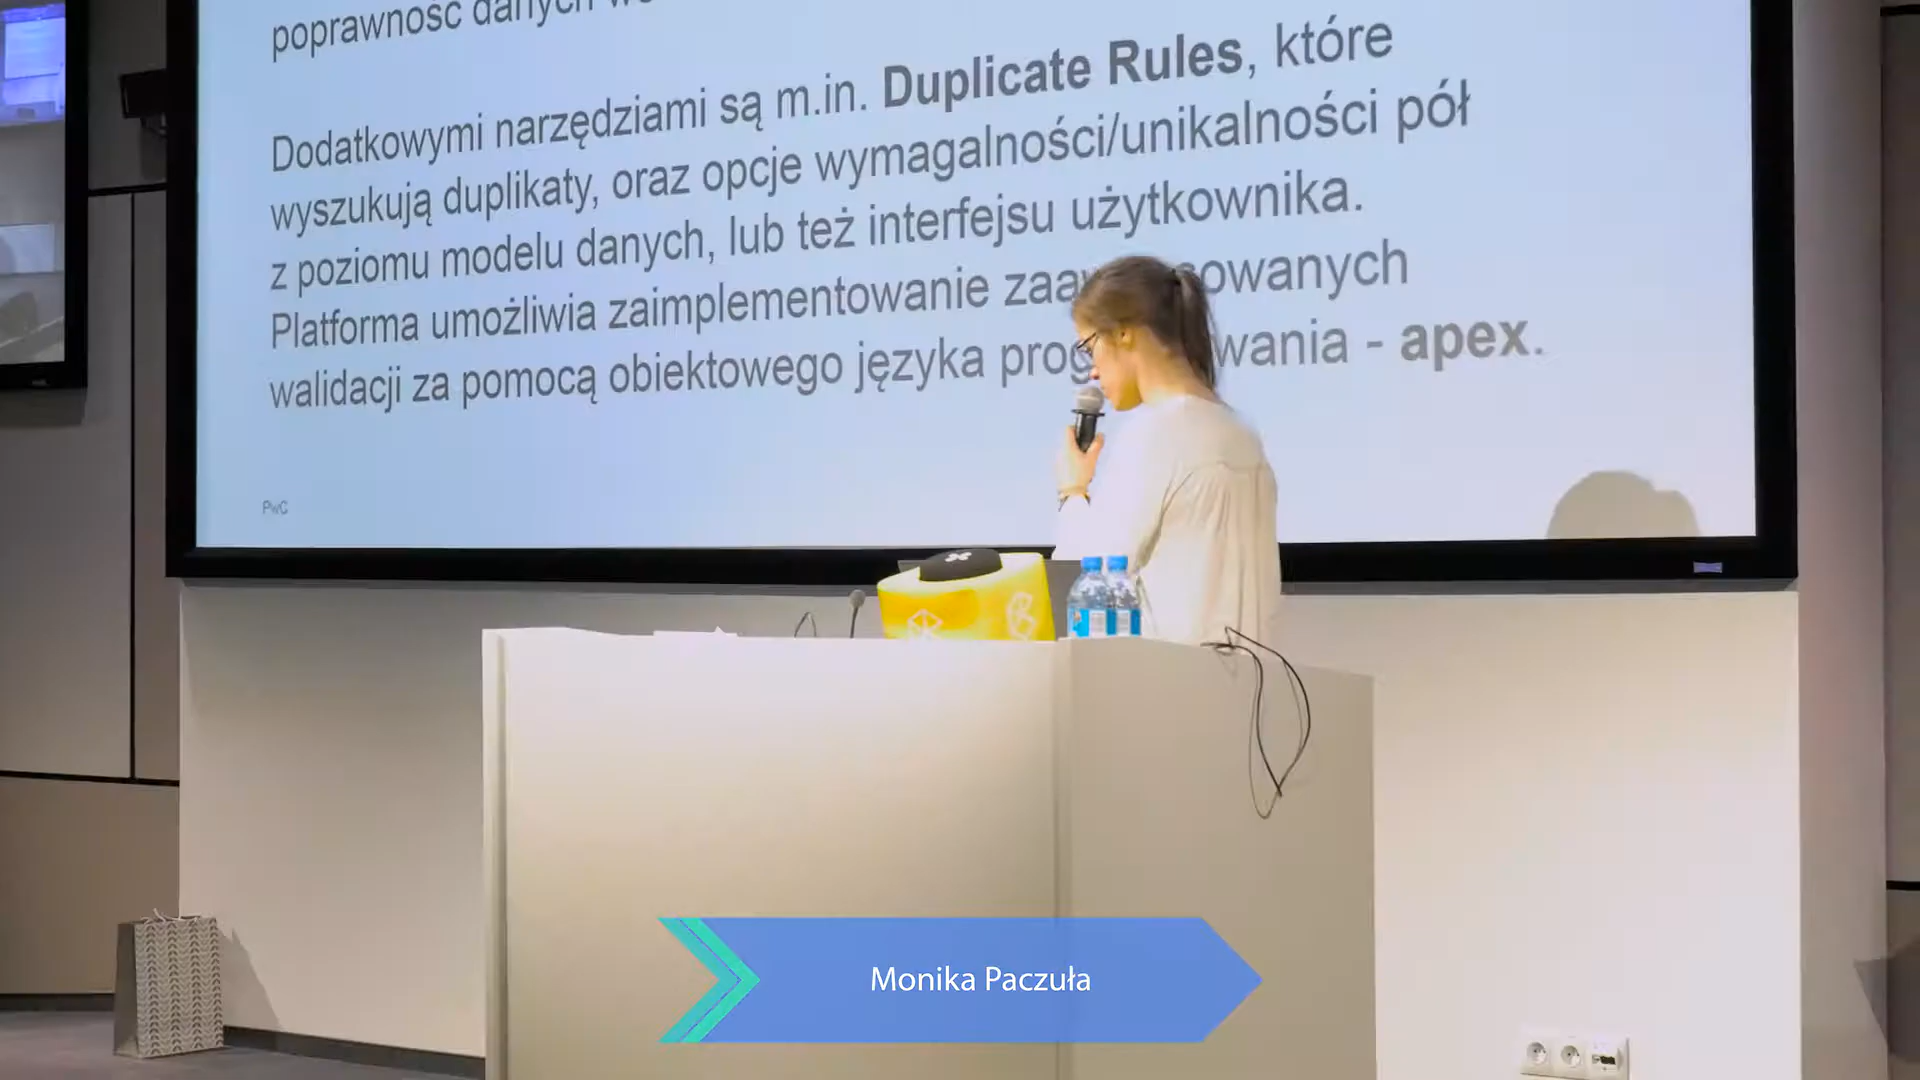 poprawność danych
Dodatkowymi narzędziami są m.in. Duplicate Rules, które
wyszukują duplikaty, oraz opcje wymagalności/unikalności pól
z poziomu modelu danych, lub też interfejsu użytkownika.
Platforma umożliwia zaimplementowanie
walidacji za pomocą obiektowego języka - apex.
PwC
Monika Paczuła